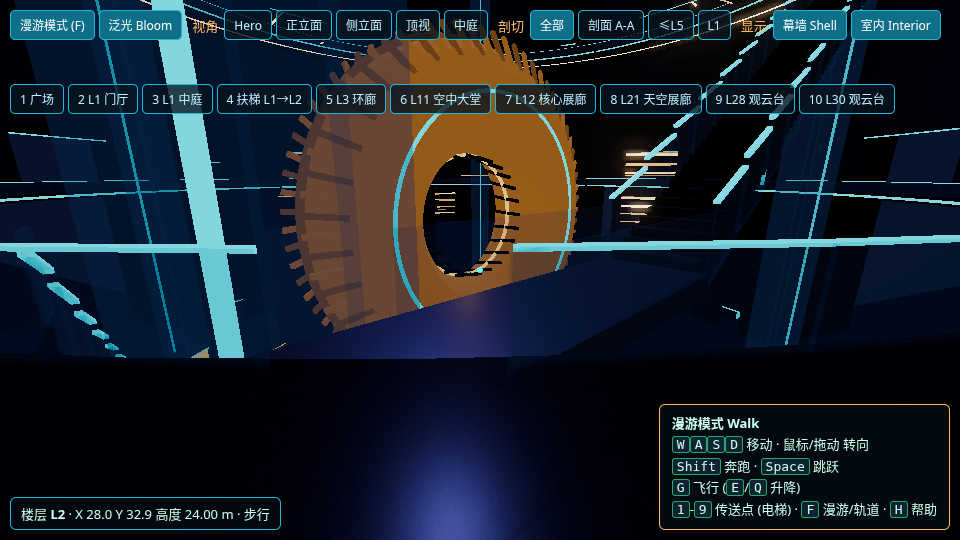 漫游模式 (F) 泛光 Bloom 视角 Hero 正立面 侧立面 顶视 中庭 剖切 全部 剖面 A-A ≤L5 L1 显示 幕墙 Shell 室内 Interior
1 广场 2 L1 门厅 3 L1 中庭 4 扶梯 L1→L2 5 L3 环廊 6 L11 空中大堂 7 L12 核心展廊 8 L21 天空展廊 9 L28 观云台 10 L30 观云台
漫游模式 Walk
W A S D 移动 · 鼠标/拖动 转向
Shift 奔跑 · Space 跳跃
G 飞行 (E/Q 升降)
1-9 传送点 (电梯) · F 漫游/轨道 · H 帮助
楼层 L2 · X 28.0 Y 32.9 高度 24.00 m · 步行